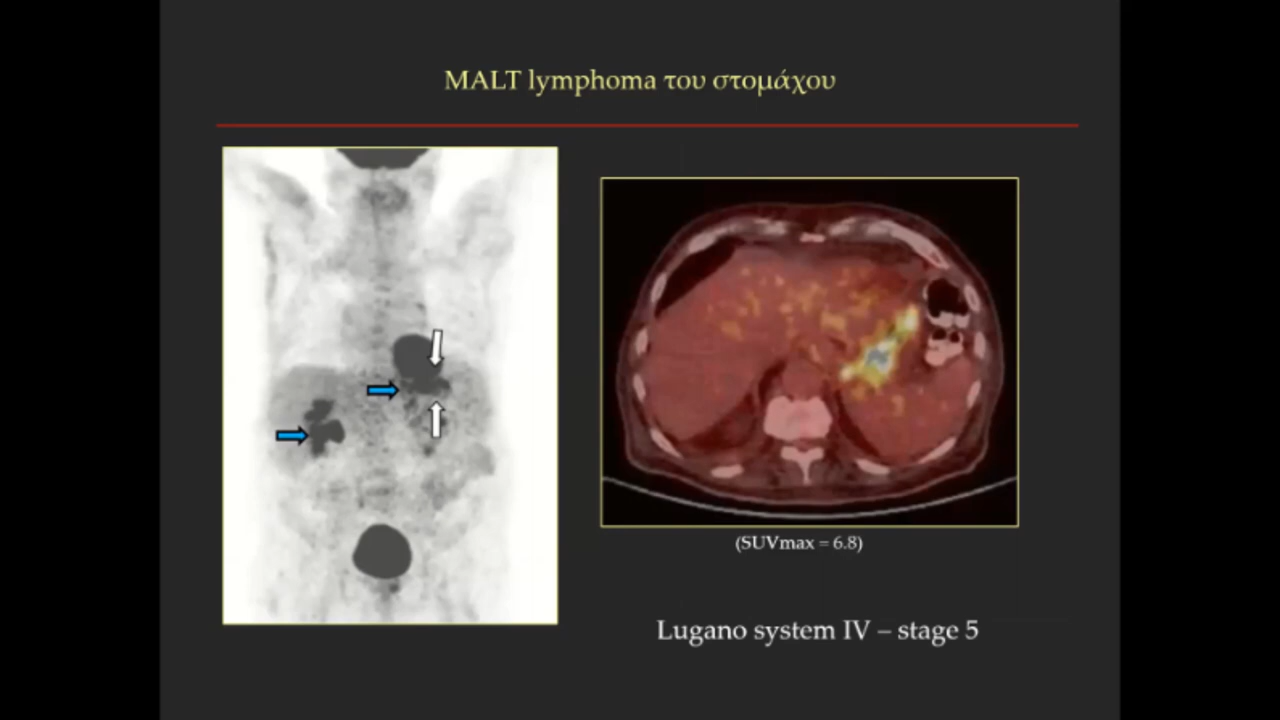 MALT lymphoma του στομάχου
(SUVmax = 6.8)
Lugano system IV – stage 5